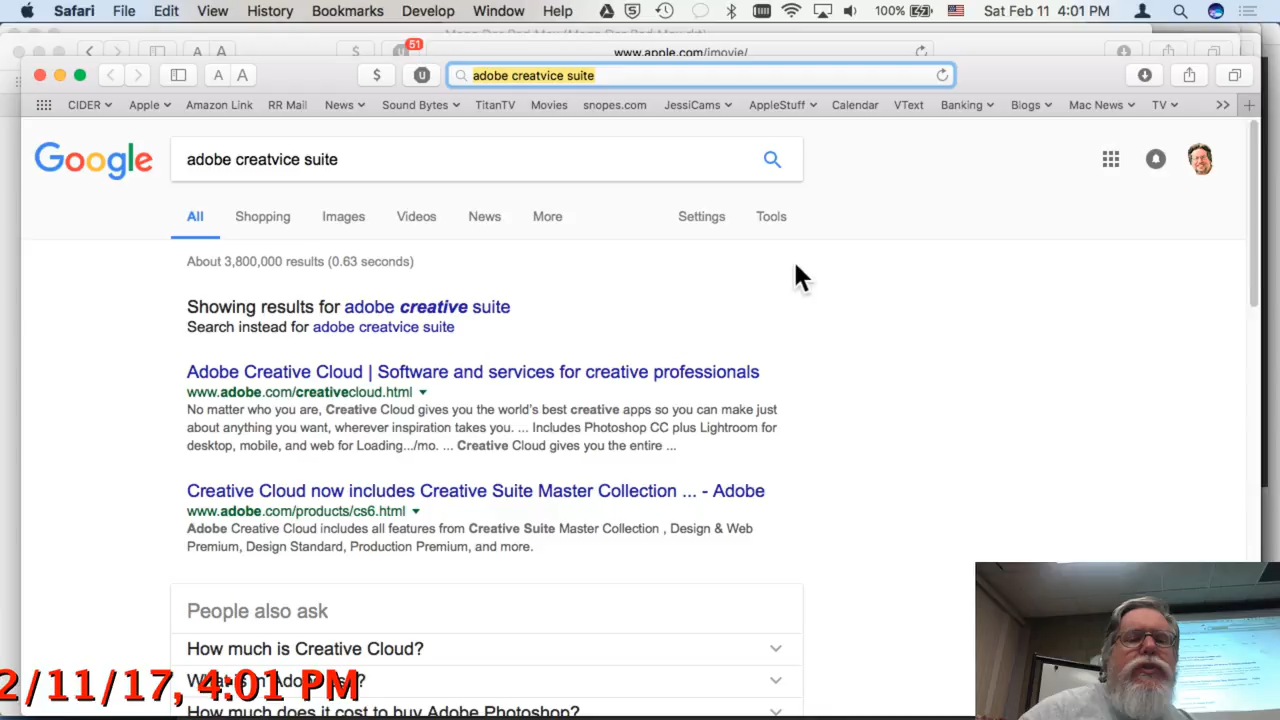 Safari File Edit View History Bookmarks Develop Window Help 100% Sat Feb 11 4:01 PM
51 www.apple.com/imovie/
A A $ adobe creatvice suite
CIDER Apple Amazon Link RR Mail News Sound Bytes TitanTV Movies snopes.com JessiCams AppleStuff Calendar VText Banking Blogs Mac News TV >> +
Google adobe creatvice suite
All Shopping Images Videos News More Settings Tools
About 3,800,000 results (0.63 seconds)
Showing results for adobe creative suite
Search instead for adobe creatvice suite
Adobe Creative Cloud | Software and services for creative professionals
www.adobe.com/creativecloud.html
No matter who you are, Creative Cloud gives you the world's best creative apps so you can make just
about anything you want, wherever inspiration takes you. ... Includes Photoshop CC plus Lightroom for
desktop, mobile, and web for Loading.../mo. ... Creative Cloud gives you the entire ...
Creative Cloud now includes Creative Suite Master Collection ... - Adobe
www.adobe.com/products/cs6.html
Adobe Creative Cloud includes all features from Creative Suite Master Collection , Design & Web
Premium, Design Standard, Production Premium, and more.
People also ask
How much is Creative Cloud?
2/11/17, 4:01 PM
How much does it cost to buy Adobe Photoshop?